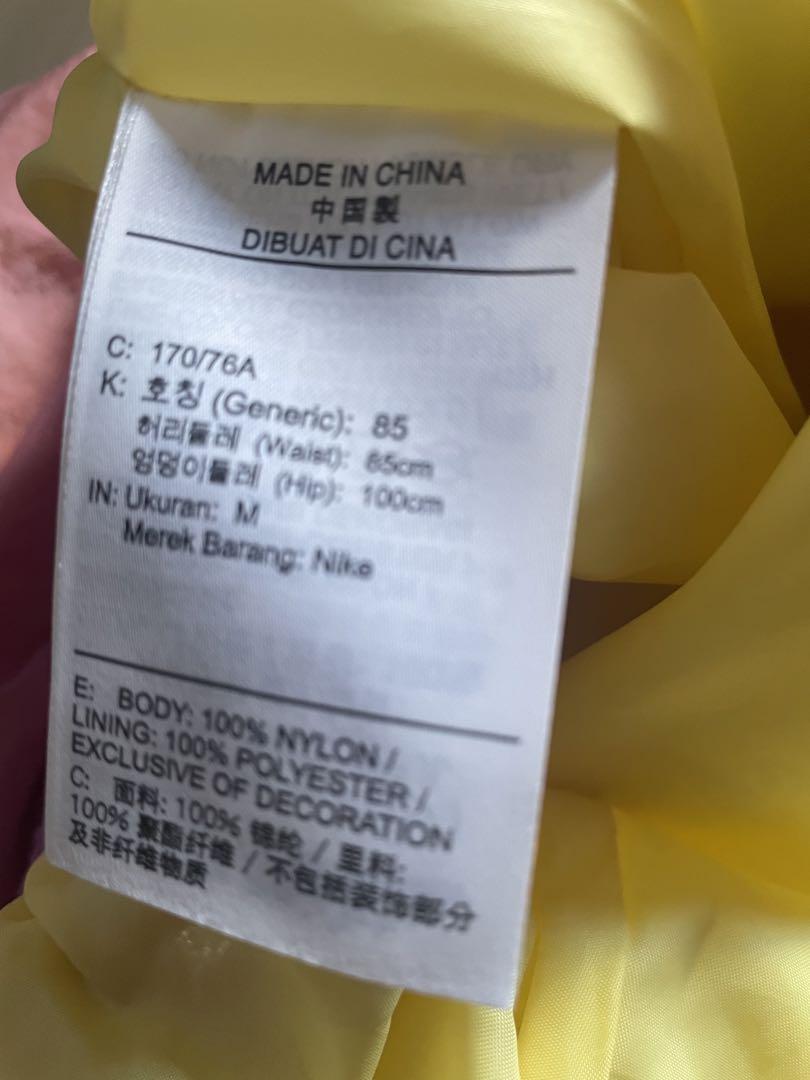 MADE IN CHINA
中国製
DIBUAT DI CINA
C: 170/76A
K: 호칭 (Generic): 85
허리둘레 (Waist): 85cm
엉덩이둘레 (Hip): 100cm
IN: Ukuran: M
Merek Barang: Nike
E: BODY: 100% NYLON /
LINING: 100% POLYESTER /
EXCLUSIVE OF DECORATION
C: 面料: 100% 锦纶 / 里料:
100% 聚酯纤维 / 不包括装饰部分
及非纤维物质